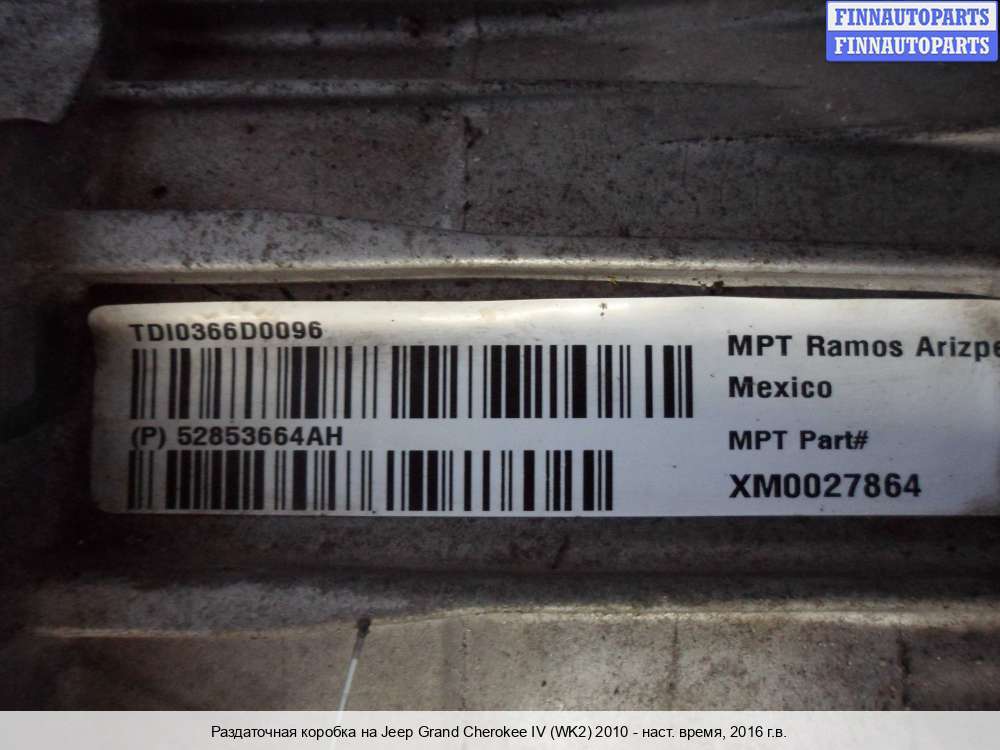 FINNAUTOPARTS
FINNAUTOPARTS
TDI0366D0096
(P) 52853664AH
MPT Ramos Arizpe
Mexico
MPT Part#
XM0027864
Раздаточная коробка на Jeep Grand Cherokee IV (WK2) 2010 - наст. время, 2016 г.в.